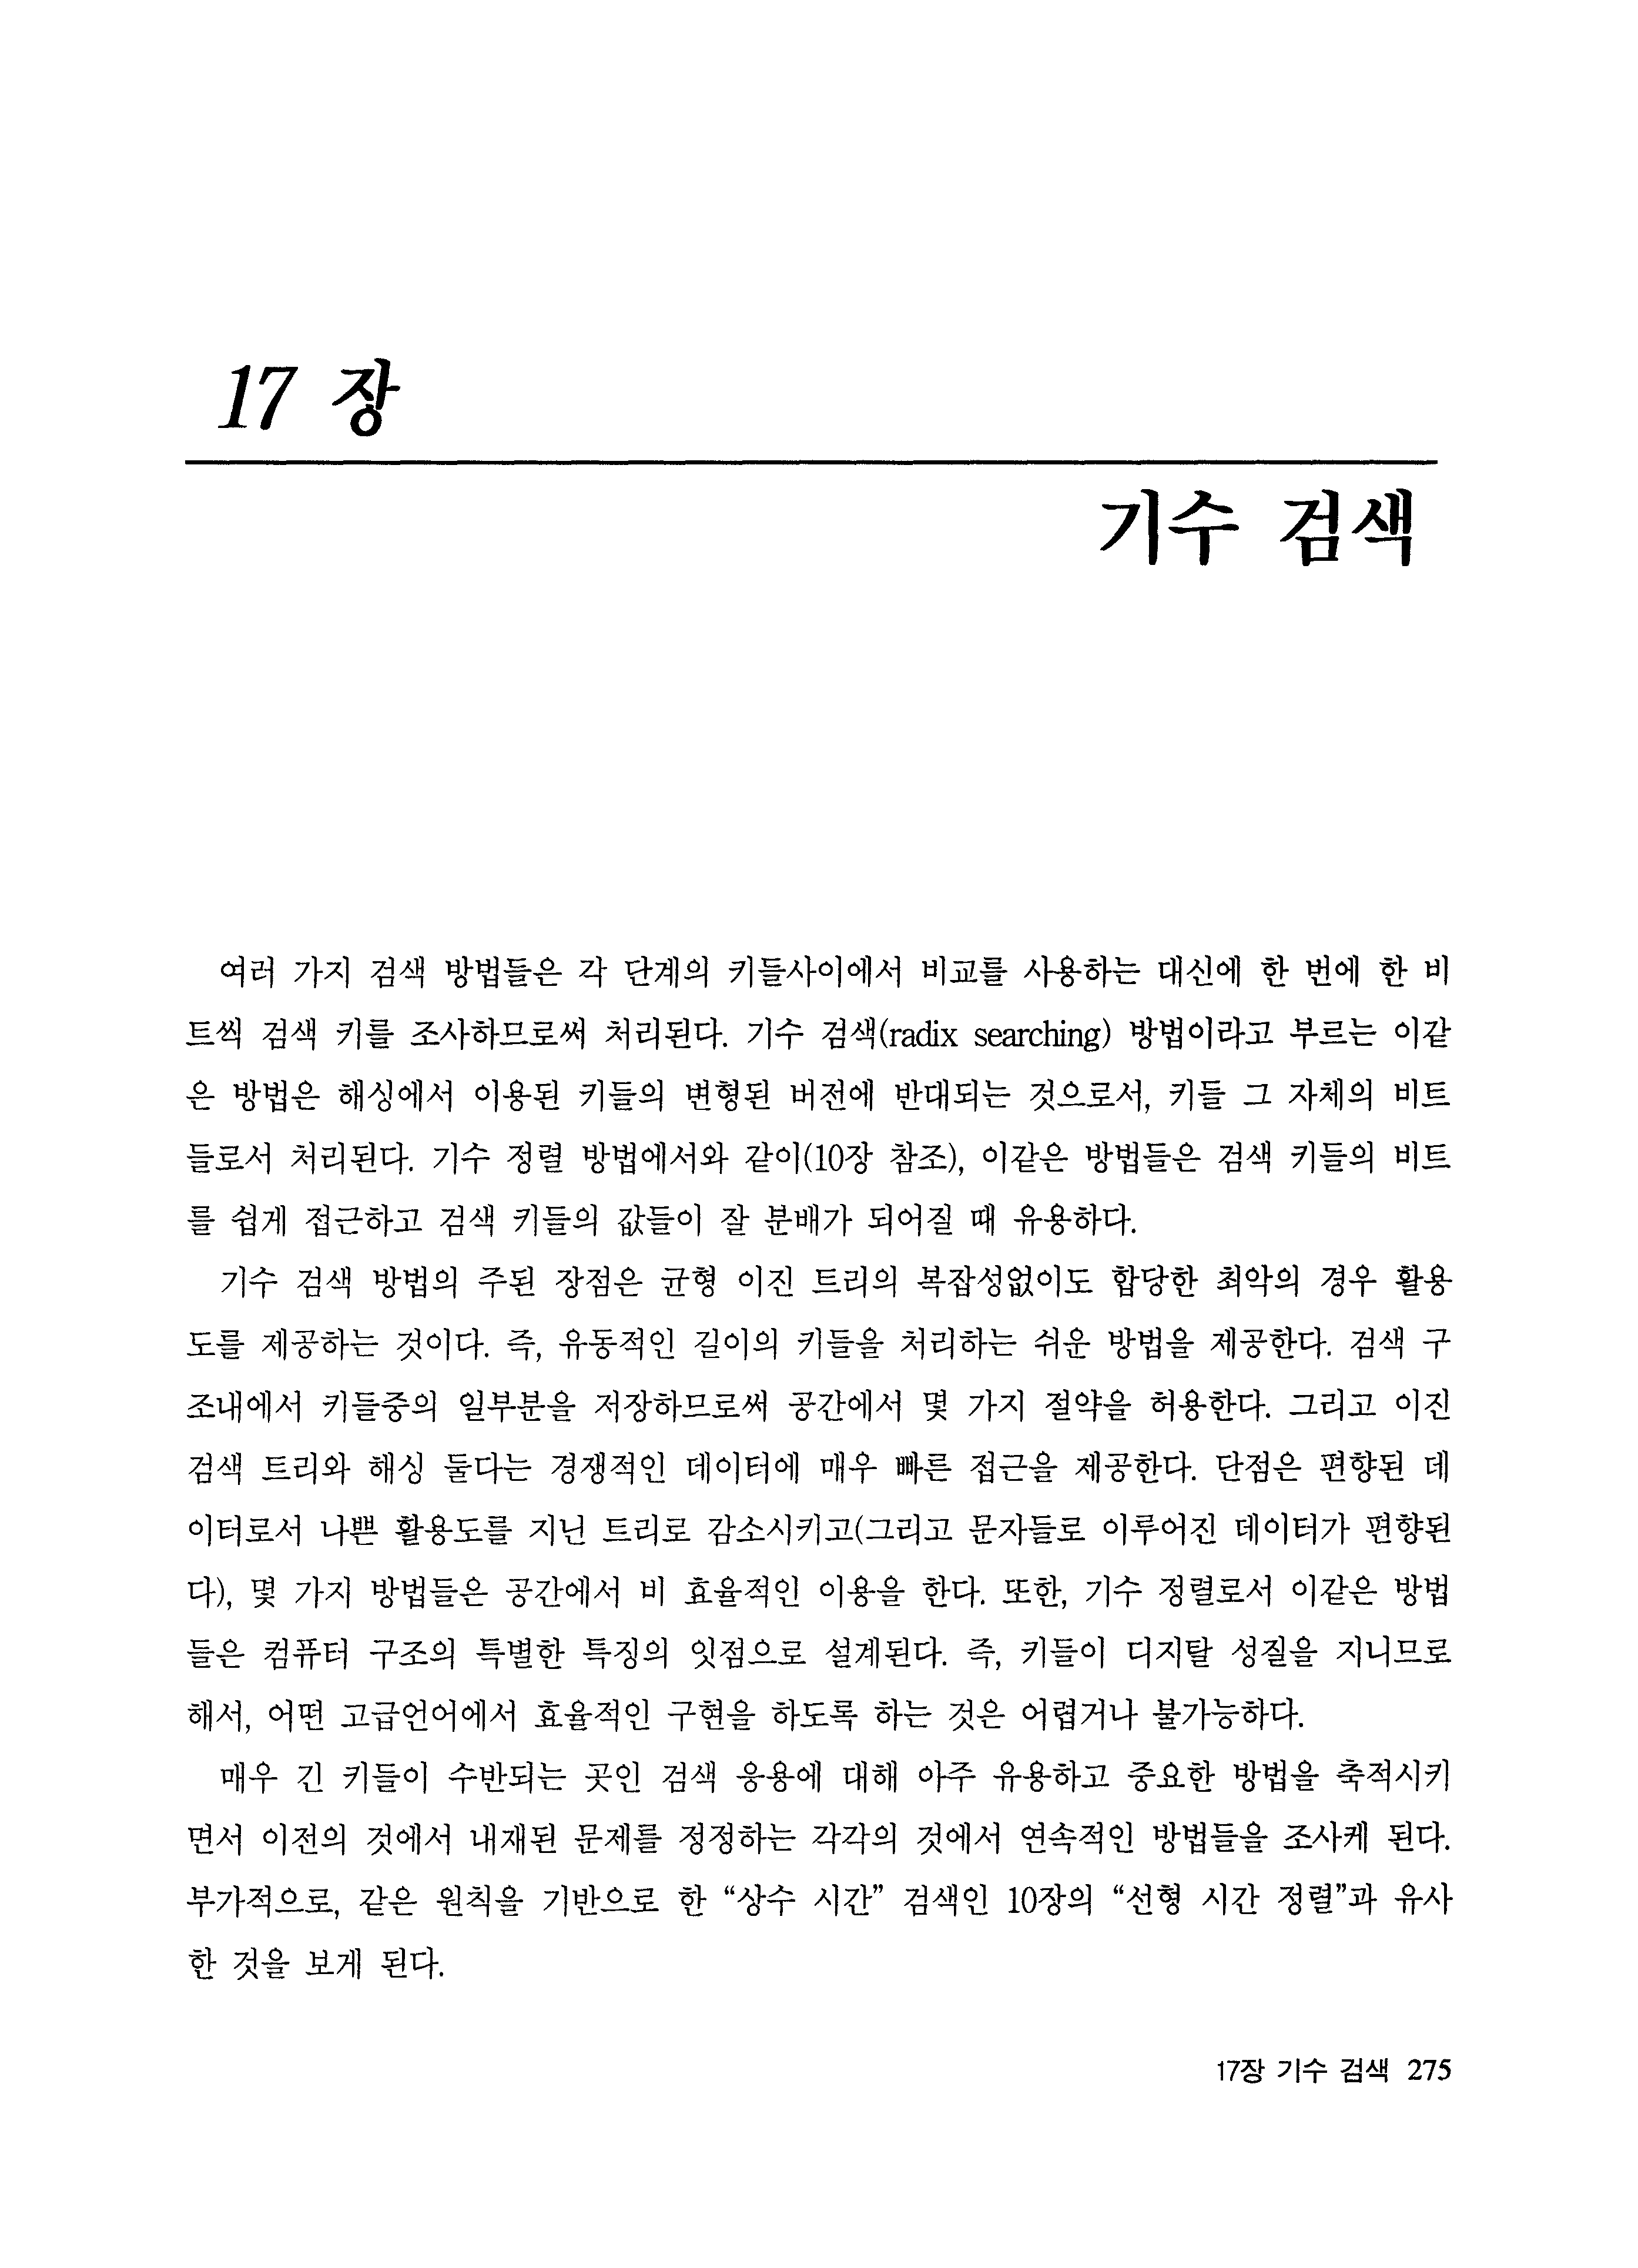 17 장
기수 검색
여러 가지 검색 방법들은 각 단계의 키들사이에서 비교를 사용하는 대신에 한 번에 한 비
트씩 검색 키를 조사하므로써 처리된다. 기수 검색(radix searching) 방법이라고 부르는 이같
은 방법은 해싱에서 이용된 키들의 변형된 버전에 반대되는 것으로서, 키들 그 자체의 비트
들로서 처리된다. 기수 정렬 방법에서와 같이(10장 참조), 이같은 방법들은 검색 키들의 비트
를 쉽게 접근하고 검색 키들의 값들이 잘 분배가 되어질 때 유용하다.
기수 검색 방법의 주된 장점은 균형 이진 트리의 복잡성없이도 합당한 최악의 경우 활용
도를 제공하는 것이다. 즉, 유동적인 길이의 키들을 처리하는 쉬운 방법을 제공한다. 검색 구
조내에서 키들중의 일부분을 저장하므로써 공간에서 몇 가지 절약을 허용한다. 그리고 이진
검색 트리와 해싱 둘다는 경쟁적인 데이터에 매우 빠른 접근을 제공한다. 단점은 편향된 데
이터로서 나쁜 활용도를 지닌 트리로 감소시키고(그리고 문자들로 이루어진 데이터가 편향된
다), 몇 가지 방법들은 공간에서 비 효율적인 이용을 한다. 또한, 기수 정렬로서 이같은 방법
들은 컴퓨터 구조의 특별한 특징의 잇점으로 설계된다. 즉, 키들이 디지탈 성질을 지니므로
해서, 어떤 고급언어에서 효율적인 구현을 하도록 하는 것은 어렵거나 불가능하다.
매우 긴 키들이 수반되는 곳인 검색 응용에 대해 아주 유용하고 중요한 방법을 축적시키
면서 이전의 것에서 내재된 문제를 정정하는 각각의 것에서 연속적인 방법들을 조사케 된다.
부가적으로, 같은 원칙을 기반으로 한 “상수 시간” 검색인 10장의 “선형 시간 정렬”과 유사
한 것을 보게 된다.
17장 기수 검색 275